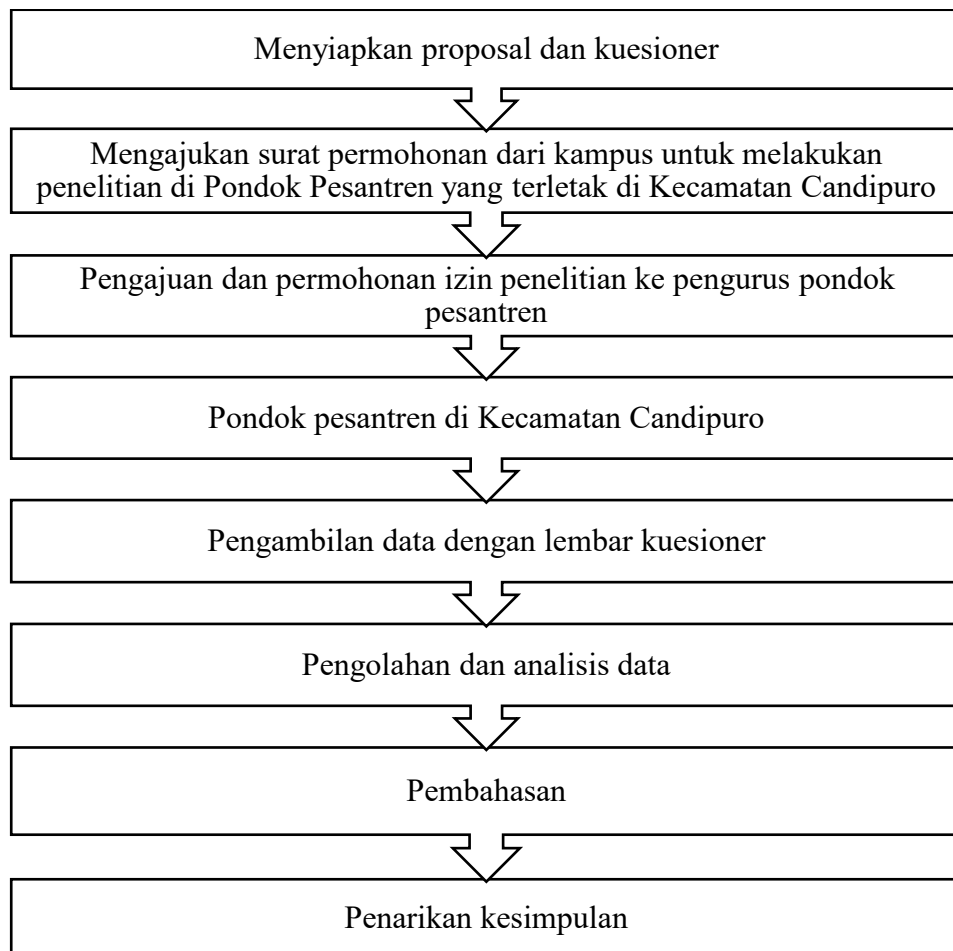 Menyiapkan proposal dan kuesioner
Mengajukan surat permohonan dari kampus untuk melakukan
penelitian di Pondok Pesantren yang terletak di Kecamatan Candipuro
Pengajuan dan permohonan izin penelitian ke pengurus pondok
pesantren
Pondok pesantren di Kecamatan Candipuro
Pengambilan data dengan lembar kuesioner
Pengolahan dan analisis data
Pembahasan
Penarikan kesimpulan